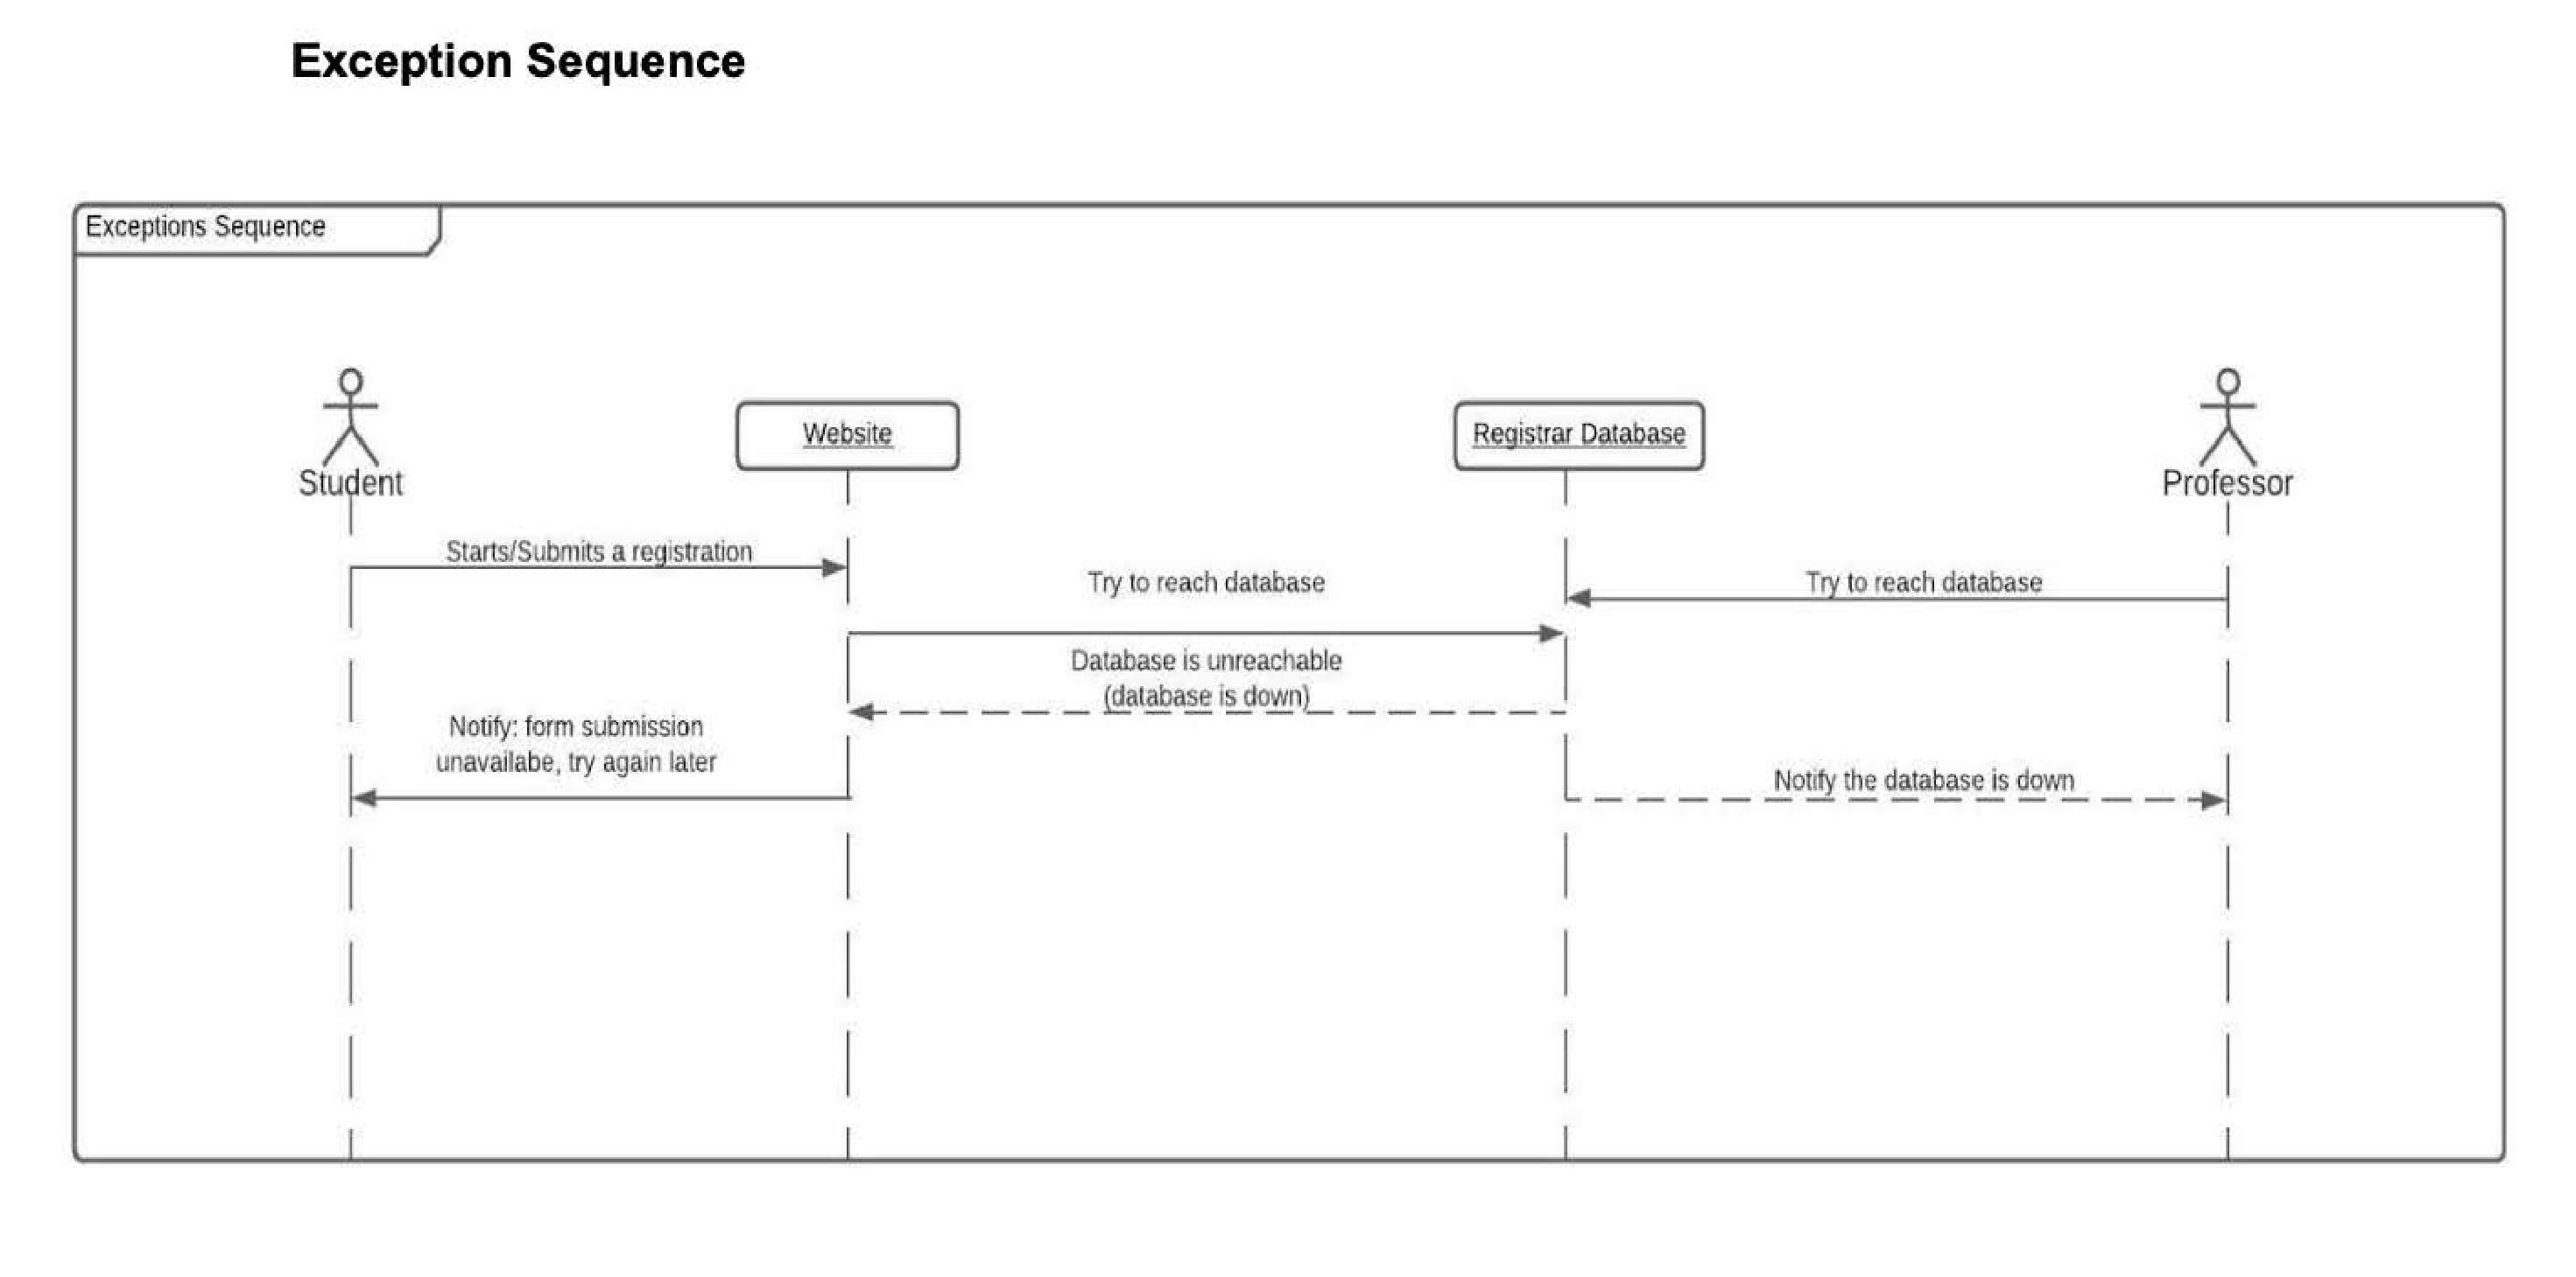 Exception Sequence
Exceptions Sequence
Student
Website
Registrar Database
Professor
Starts/Submits a registration
Try to reach database
Try to reach database
Database is unreachable
(database is down)
Notify: form submission
unavailabe, try again later
Notify the database is down